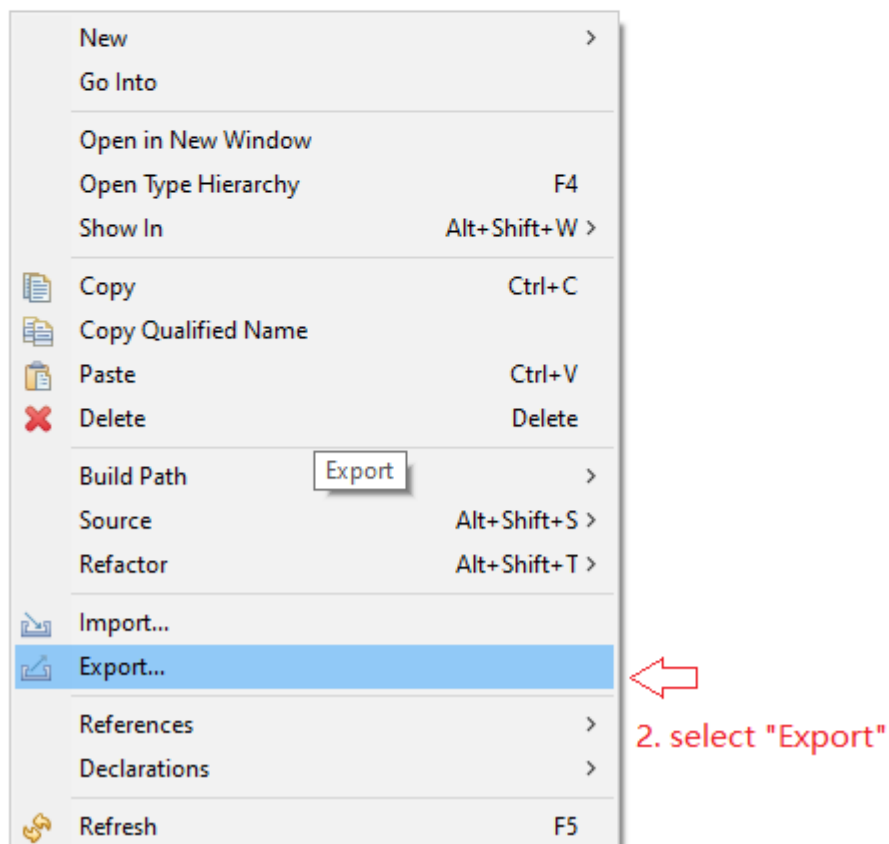 New >
Go Into
Open in New Window
Open Type Hierarchy F4
Show In Alt+Shift+W >
Copy Ctrl+C
Copy Qualified Name
Paste Ctrl+V
Delete Delete
Build Path >
Export
Source Alt+Shift+S >
Refactor Alt+Shift+T >
Import...
Export...
References >
2. select "Export"
Declarations >
Refresh F5